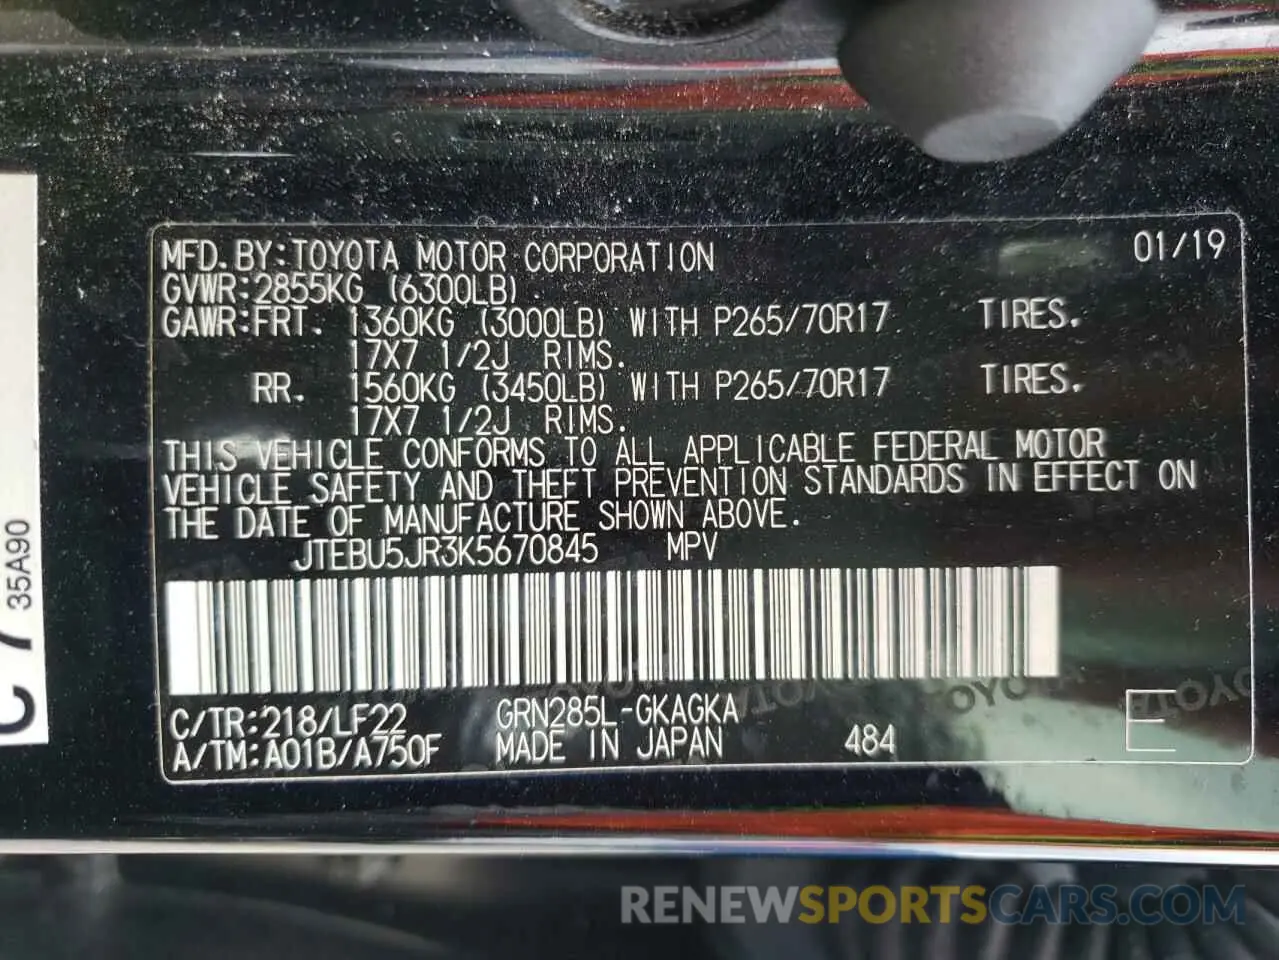 MFD. BY: TOYOTA MOTOR CORPORATION 01/19
GVWR: 2855KG (6300LB)
GAWR: FRT. 1360KG (3000LB) WITH P265/70R17 TIRES.
17X7 1/2J RIMS.
RR. 1560KG (3450LB) WITH P265/70R17 TIRES.
17X7 1/2J RIMS.
THIS VEHICLE CONFORMS TO ALL APPLICABLE FEDERAL MOTOR
VEHICLE SAFETY AND THEFT PREVENTION STANDARDS IN EFFECT ON
THE DATE OF MANUFACTURE SHOWN ABOVE.
JTEBU5JR3K5670845 MPV
C/TR: 218/LF22 GRN285L-GKAGKA
A/TM: A01B/A750F MADE IN JAPAN 484 E
35A90
RENEWSPORTSCARS.COM